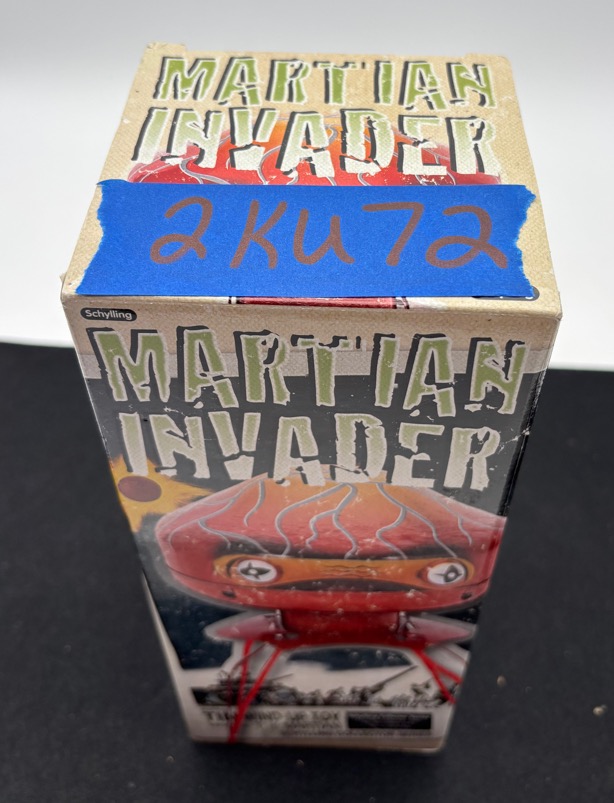 MARTIAN
INVADER
2KU72
Schylling
MARTIAN
INVADER
TIN WIND UP TOY